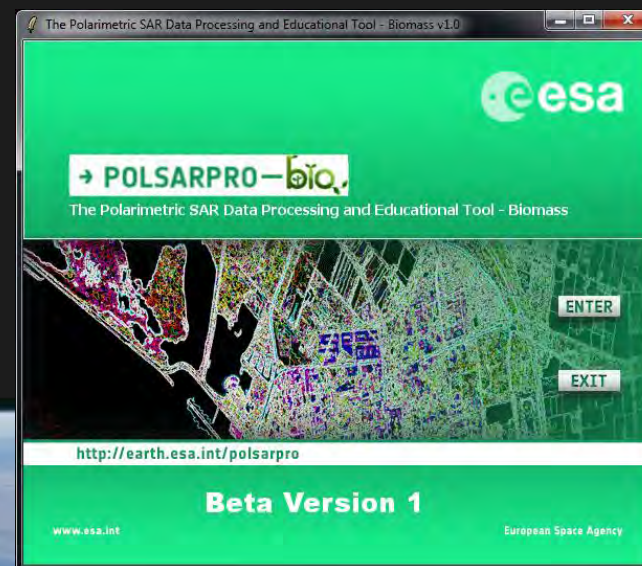 The Polarimetric SAR Data Processing and Educational Tool - Biomass v1.0
esa
→ POLSARPRO—bio
The Polarimetric SAR Data Processing and Educational Tool - Biomass
ENTER
EXIT
http://earth.esa.int/polsarpro
Beta Version 1
www.esa.int
European Space Agency